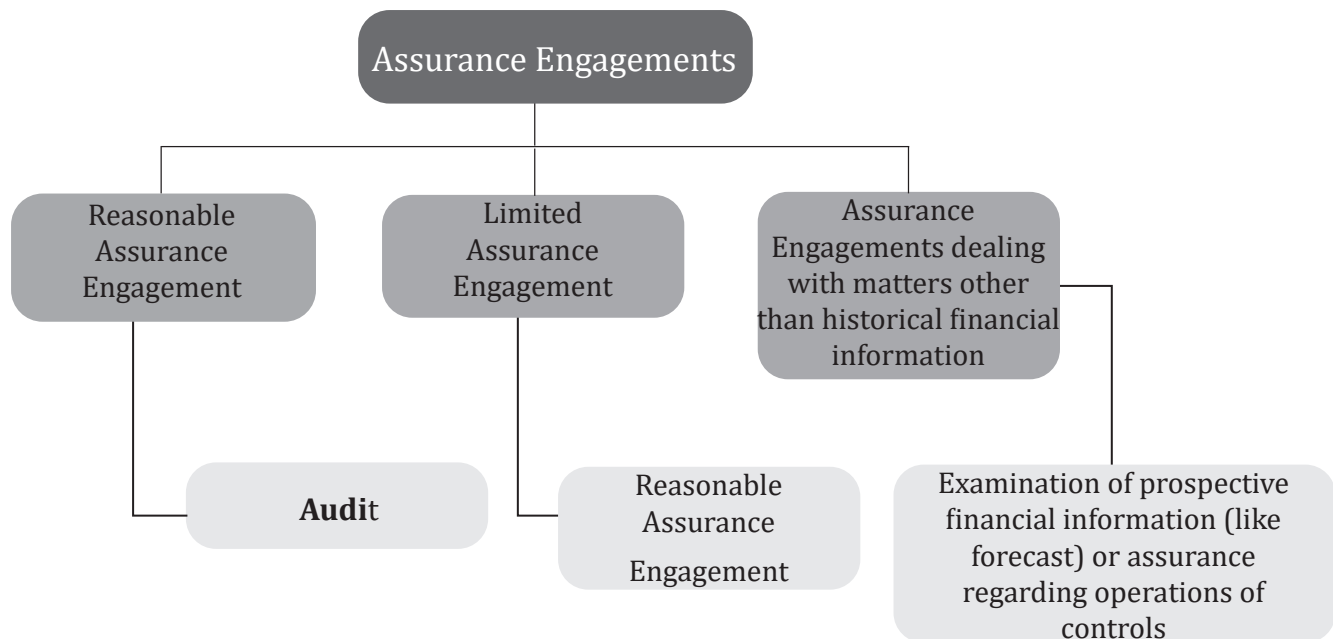 Assurance Engagements
Reasonable
Assurance
Engagement
Limited
Assurance
Engagement
Assurance
Engagements dealing
with matters other
than historical financial
information
Audit
Reasonable
Assurance
Engagement
Examination of prospective
financial information (like
forecast) or assurance
regarding operations of
controls